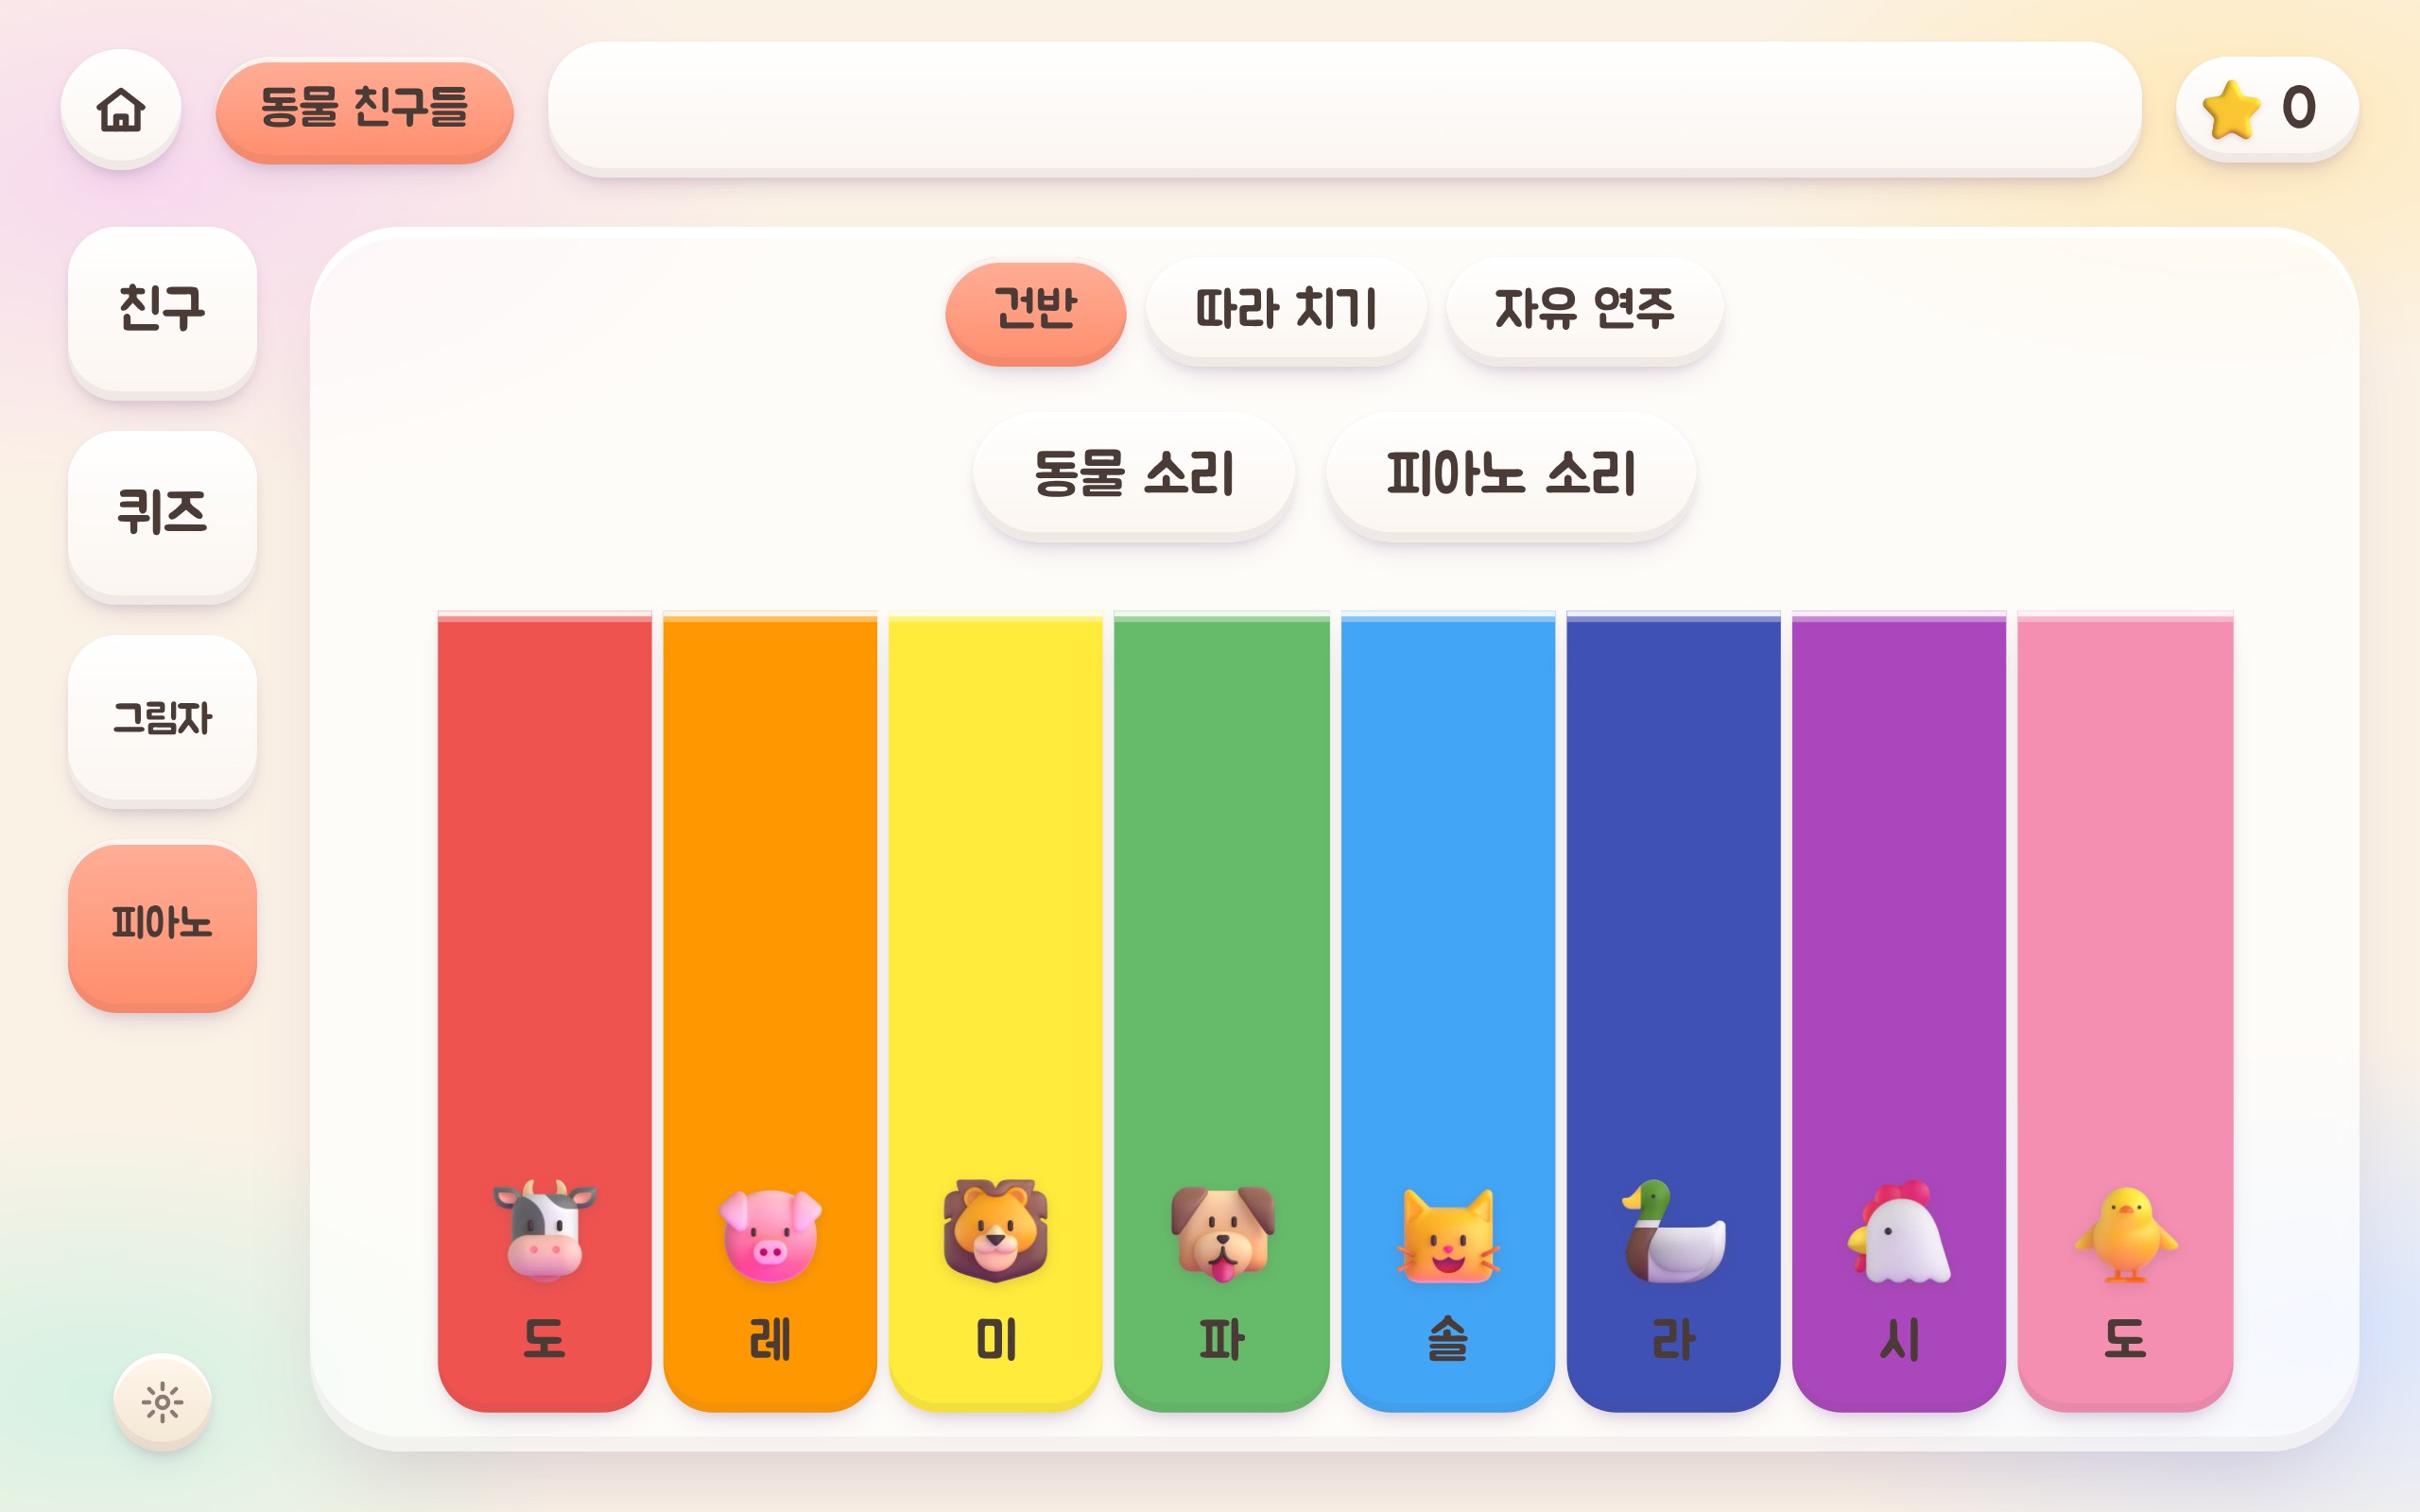 동물 친구들
0
친구
퀴즈
그림자
피아노
건반 따라 치기 자유 연주
동물 소리 피아노 소리
도 레 미 파 솔 라 시 도